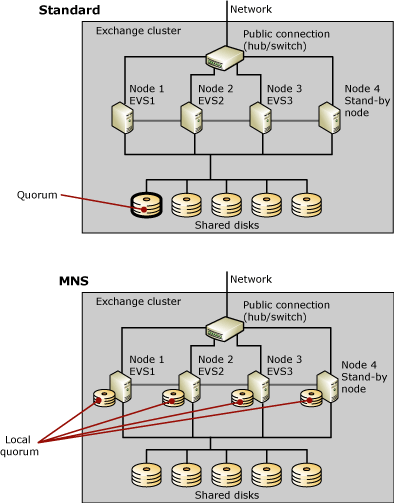 Standard
Network
Exchange cluster
Public connection
(hub/switch)
Node 1
EVS1
Node 2
EVS2
Node 3
EVS3
Node 4
Stand-by
node
Quorum
Shared disks
MNS
Network
Exchange cluster
Public connection
(hub/switch)
Node 1
EVS1
Node 2
EVS2
Node 3
EVS3
Node 4
Stand-by
node
Local
quorum
Shared disks